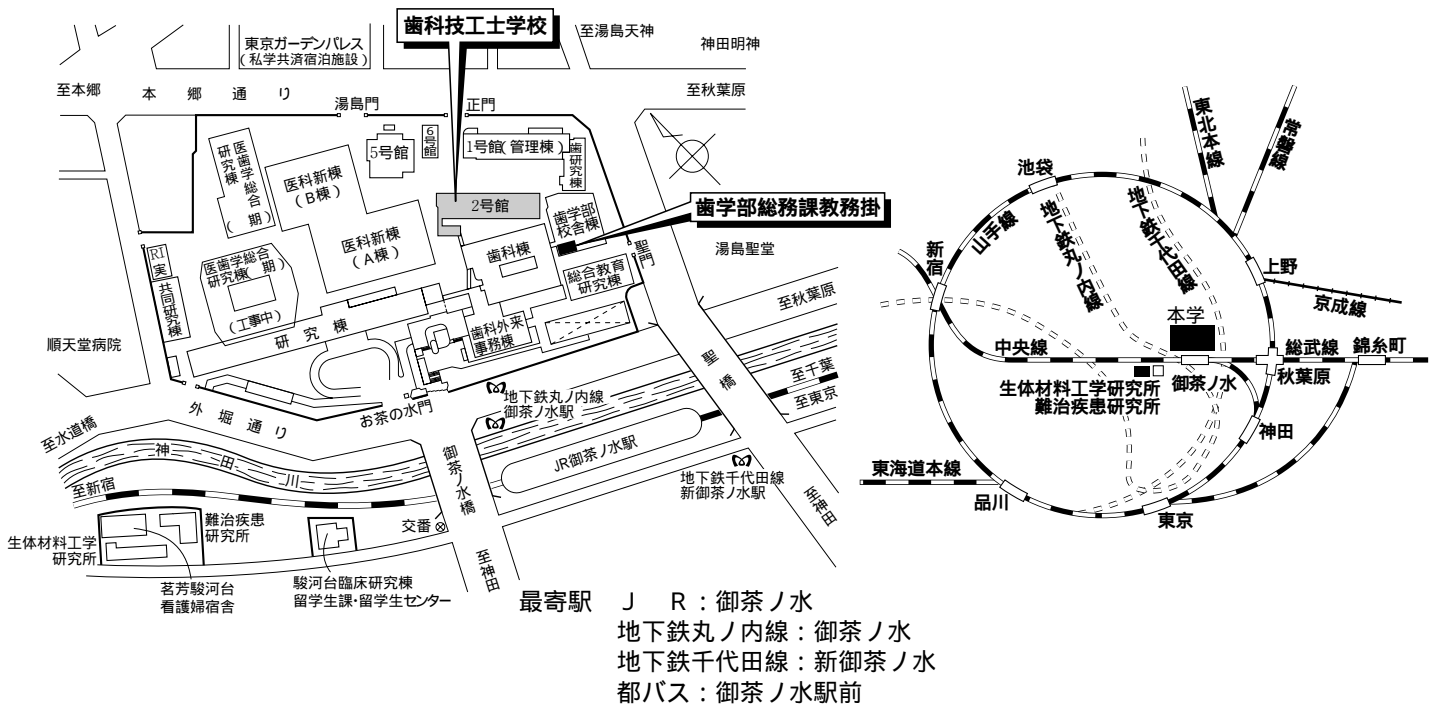 歯科技工士学校
東京ガーデンパレス
(私学共済宿泊施設)
至湯島天神
神田明神
至本郷
本郷通り
湯島門
正門
至秋葉原
6号館
5号館
1号館(管理棟)
歯研究棟
医歯学総合研究棟(期)
医科新棟
(B棟)
2号館
歯学部
校舎棟
歯学部総務課教務掛
医科新棟
(A棟)
歯科棟
聖門
湯島聖堂
RI実
医歯学総合
研究棟(期)
(工事中)
総合教育
研究棟
共同研究棟
研究棟
歯科外来
事務棟
至秋葉原
順天堂病院
聖橋
至千葉
至東京
外堀通り
お茶の水門
地下鉄丸ノ内線
御茶ノ水駅
至水道橋
神田川
御茶ノ水橋
JR御茶ノ水駅
地下鉄千代田線
新御茶ノ水駅
至新宿
至神田
交番
難治疾患
研究所
生体材料工学
研究所
至神田
茗芳駿河台
看護婦宿舎
駿河台臨床研究棟
留学生課・留学生センター
最寄駅 J R:御茶ノ水
地下鉄丸ノ内線:御茶ノ水
地下鉄千代田線:新御茶ノ水
都バス:御茶ノ水駅前
東北本線
常磐線
池袋
山手線
地下鉄丸ノ内線
地下鉄千代田線
新宿
上野
京成線
本学
中央線
総武線
錦糸町
御茶ノ水
秋葉原
生体材料工学研究所
難治疾患研究所
神田
東海道本線
品川
東京